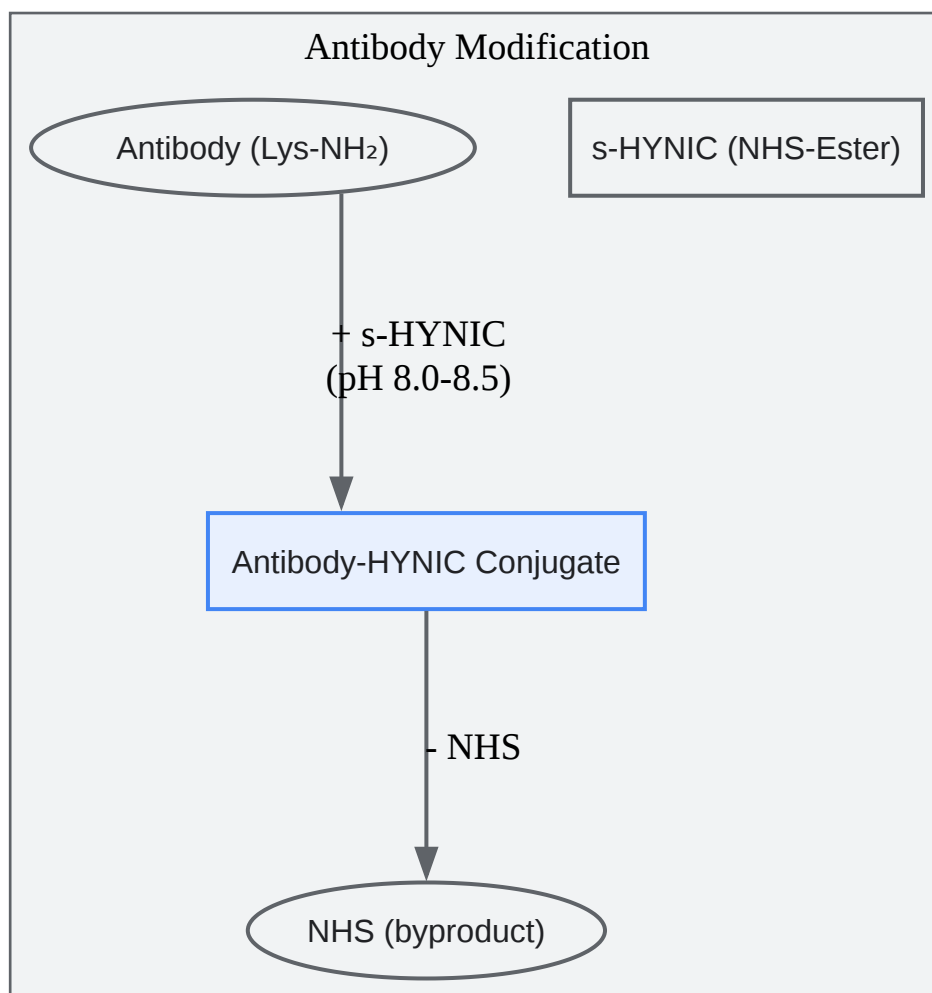 Antibody Modification
Antibody (Lys-NH₂)
s-HYNIC (NHS-Ester)
+ s-HYNIC
(pH 8.0-8.5)
Antibody-HYNIC Conjugate
- NHS
NHS (byproduct)